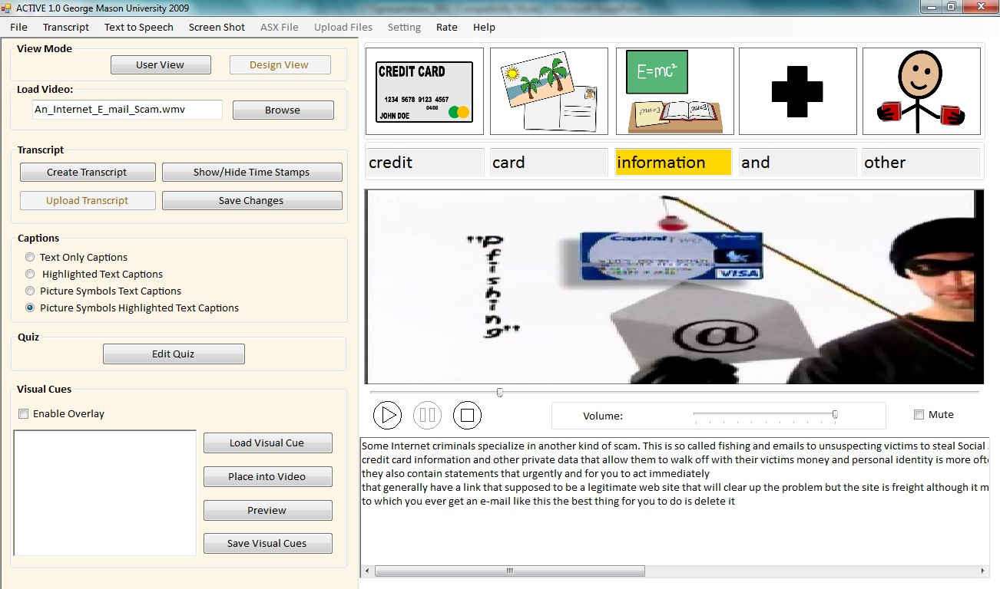 ACTIVE 1.0 George Mason University 2009
File Transcript Text to Speech Screen Shot ASX File Upload Files Setting Rate Help
View Mode
User View Design View
Load Video:
An_Internet_E_mail_Scam.wmv Browse
Transcript
Create Transcript Show/Hide Time Stamps
Upload Transcript Save Changes
Captions
Text Only Captions
Highlighted Text Captions
Picture Symbols Text Captions
Picture Symbols Highlighted Text Captions
Quiz
Edit Quiz
Visual Cues
Enable Overlay
Load Visual Cue
Place into Video
Preview
Save Visual Cues
CREDIT CARD
1234 5678 9123 4567
04/08
JOHN DOE
E=mc²
E=mc²
E=mc²
credit card information and other
"Pfishing"
Capital
VISA
@
Volume: Mute
Some Internet criminals specialize in another kind of scam. This is so called fishing and emails to unsuspecting victims to steal Social
credit card information and other private data that allow them to walk off with their victims money and personal identity is more oft
they also contain statements that urgently and for you to act immediately
that generally have a link that supposed to be a legitimate web site that will clear up the problem but the site is freight although it m
to which you ever get an e-mail like this the best thing for you to do is delete it